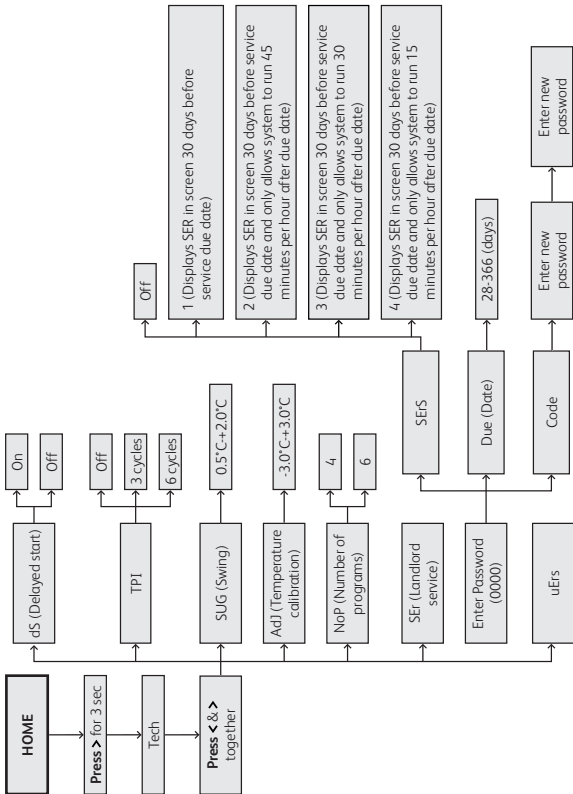 HOME
Press > for 3 sec
Tech
Press < & >
together
dS (Delayed start)
On
Off
TPI
Off
3 cycles
6 cycles
SUG (Swing)
0.5°C-+2.0°C
AdJ (Temperature
calibration)
-3.0°C-+3.0°C
NoP (Number of
programs)
4
6
SEr (Landlord
service)
Enter Password
(0000)
SErS
Off
1 (Displays SER in screen 30 days before
service due date)
2 (Displays SER in screen 30 days before service
due date and only allows system to run 45
minutes per hour after due date)
3 (Displays SER in screen 30 days before service
due date and only allows system to run 30
minutes per hour after due date)
4 (Displays SER in screen 30 days before service
due date and only allows system to run 15
minutes per hour after due date)
Due (Date)
28-366 (days)
Code
Enter new
password
Enter new
password
uErs